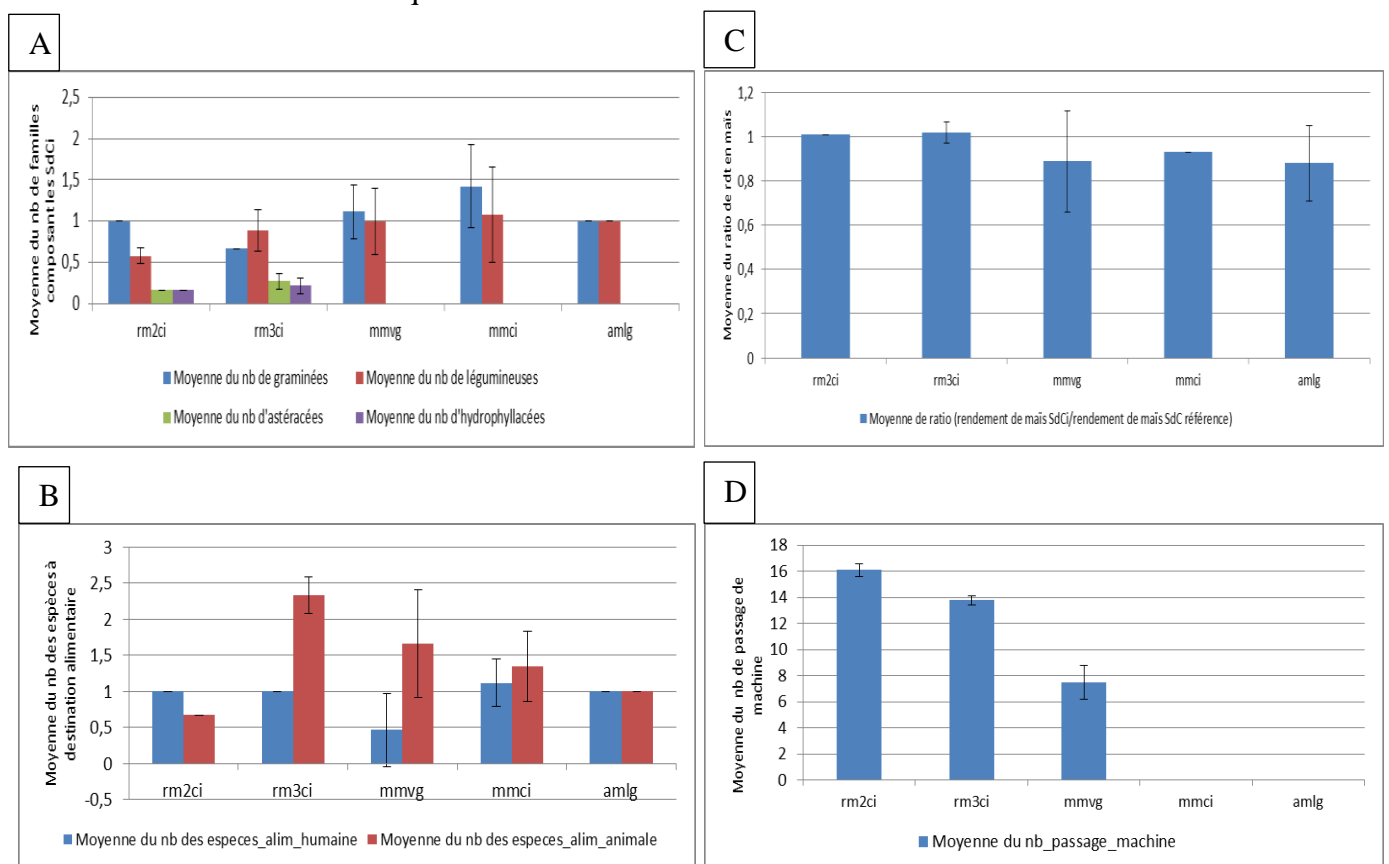 A
Moyenne du nb de familles
composant les SdCi
2,5
2
1,5
1
0,5
0
rm2ci rm3ci mmvg mmci amlg
Moyenne du nb de graminées Moyenne du nb de légumineuses
Moyenne du nb d'astéracées Moyenne du nb d'hydrophyllacées
C
Moyenne du ratio de rdt en maïs
1,2
1
0,8
0,6
0,4
0,2
0
rm2ci rm3ci mmvg mmci amlg
Moyenne de ratio (rendement de maïs SdCi/rendement de maïs SdC référence)
B
Moyenne du nb des espèces à
destination alimentaire
3
2,5
2
1,5
1
0,5
0
-0,5
rm2ci rm3ci mmvg mmci amlg
Moyenne du nb des especes_alim_humaine Moyenne du nb des especes_alim_animale
D
Moyenne du nb de passage de
machine
18
16
14
12
10
8
6
4
2
0
rm2ci rm3ci mmvg mmci amlg
Moyenne du nb_passage_machine